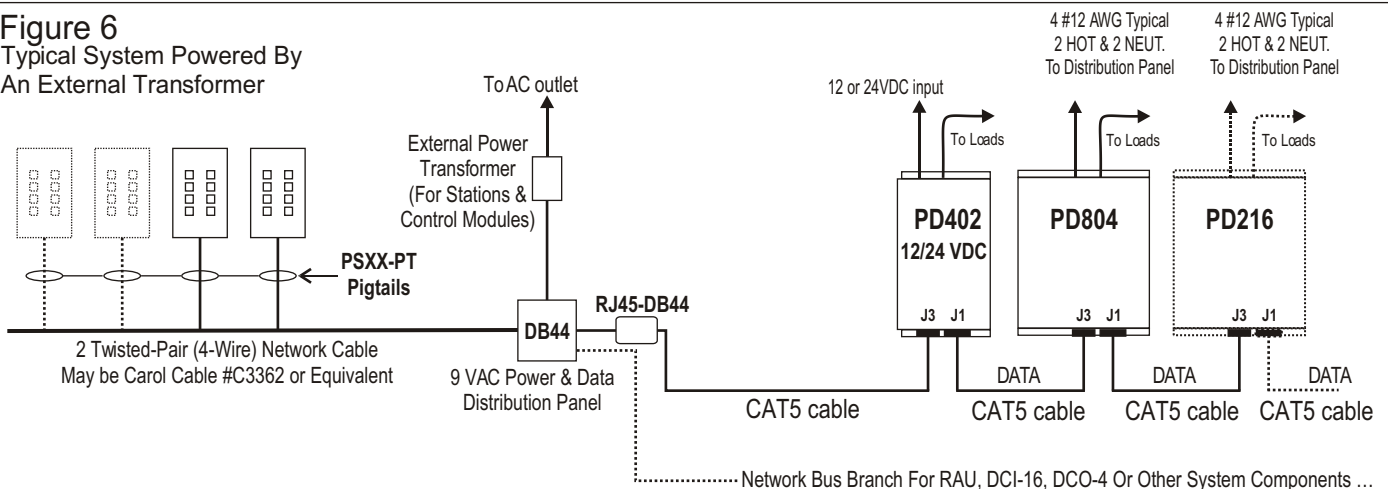 Figure 6
Typical System Powered By
An External Transformer
To AC outlet
External Power
Transformer
(For Stations &
Control Modules)
PSXX-PT
Pigtails
2 Twisted-Pair (4-Wire) Network Cable
May be Carol Cable #C3362 or Equivalent
DB44
9 VAC Power & Data
Distribution Panel
RJ45-DB44
12 or 24VDC input
To Loads
PD402
12/24 VDC
J3 J1
4 #12 AWG Typical
2 HOT & 2 NEUT.
To Distribution Panel
To Loads
PD804
J3 J1
4 #12 AWG Typical
2 HOT & 2 NEUT.
To Distribution Panel
To Loads
PD216
J3 J1
CAT5 cable
DATA
CAT5 cable
DATA
CAT5 cable
DATA
CAT5 cable
Network Bus Branch For RAU, DCI-16, DCO-4 Or Other System Components ...